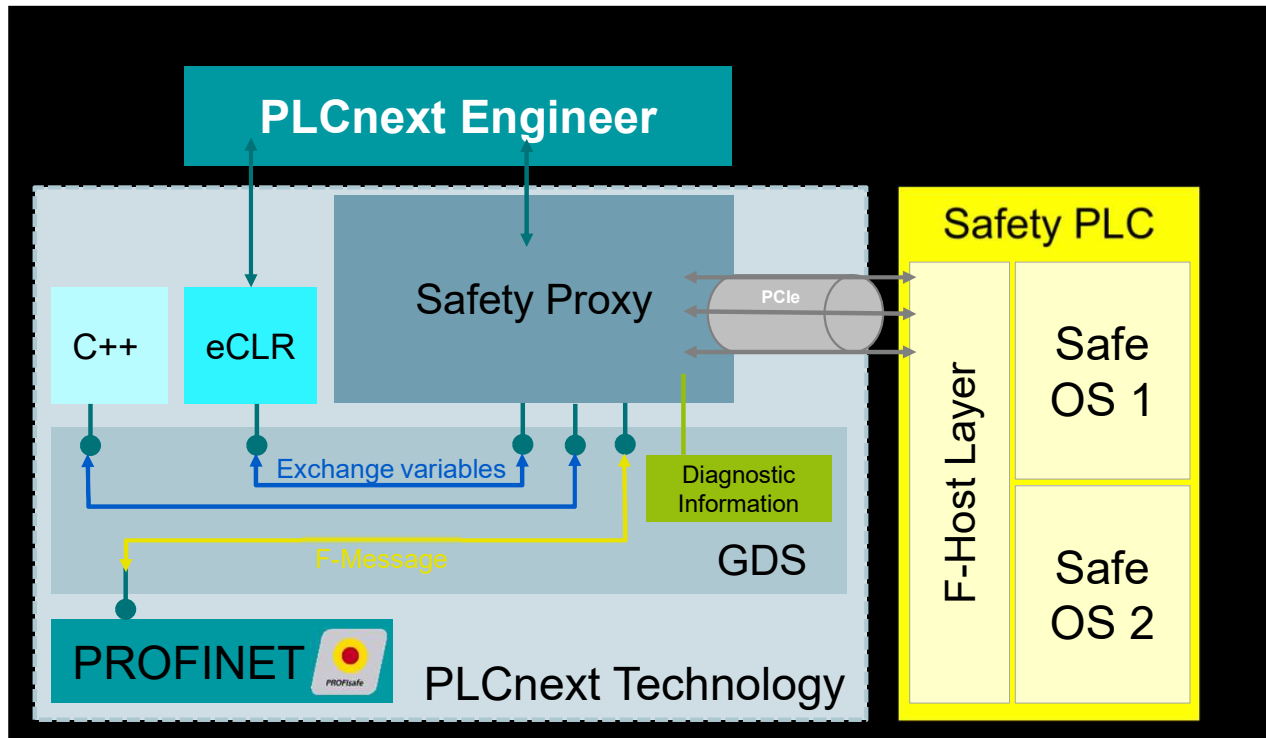 PLCnext Engineer
Safety Proxy
C++
eCLR
PCIe
Exchange variables
Diagnostic
Information
F-Message
GDS
PROFINET
PROFIsafe
PLCnext Technology
Safety PLC
F-Host Layer
Safe
OS 1
Safe
OS 2